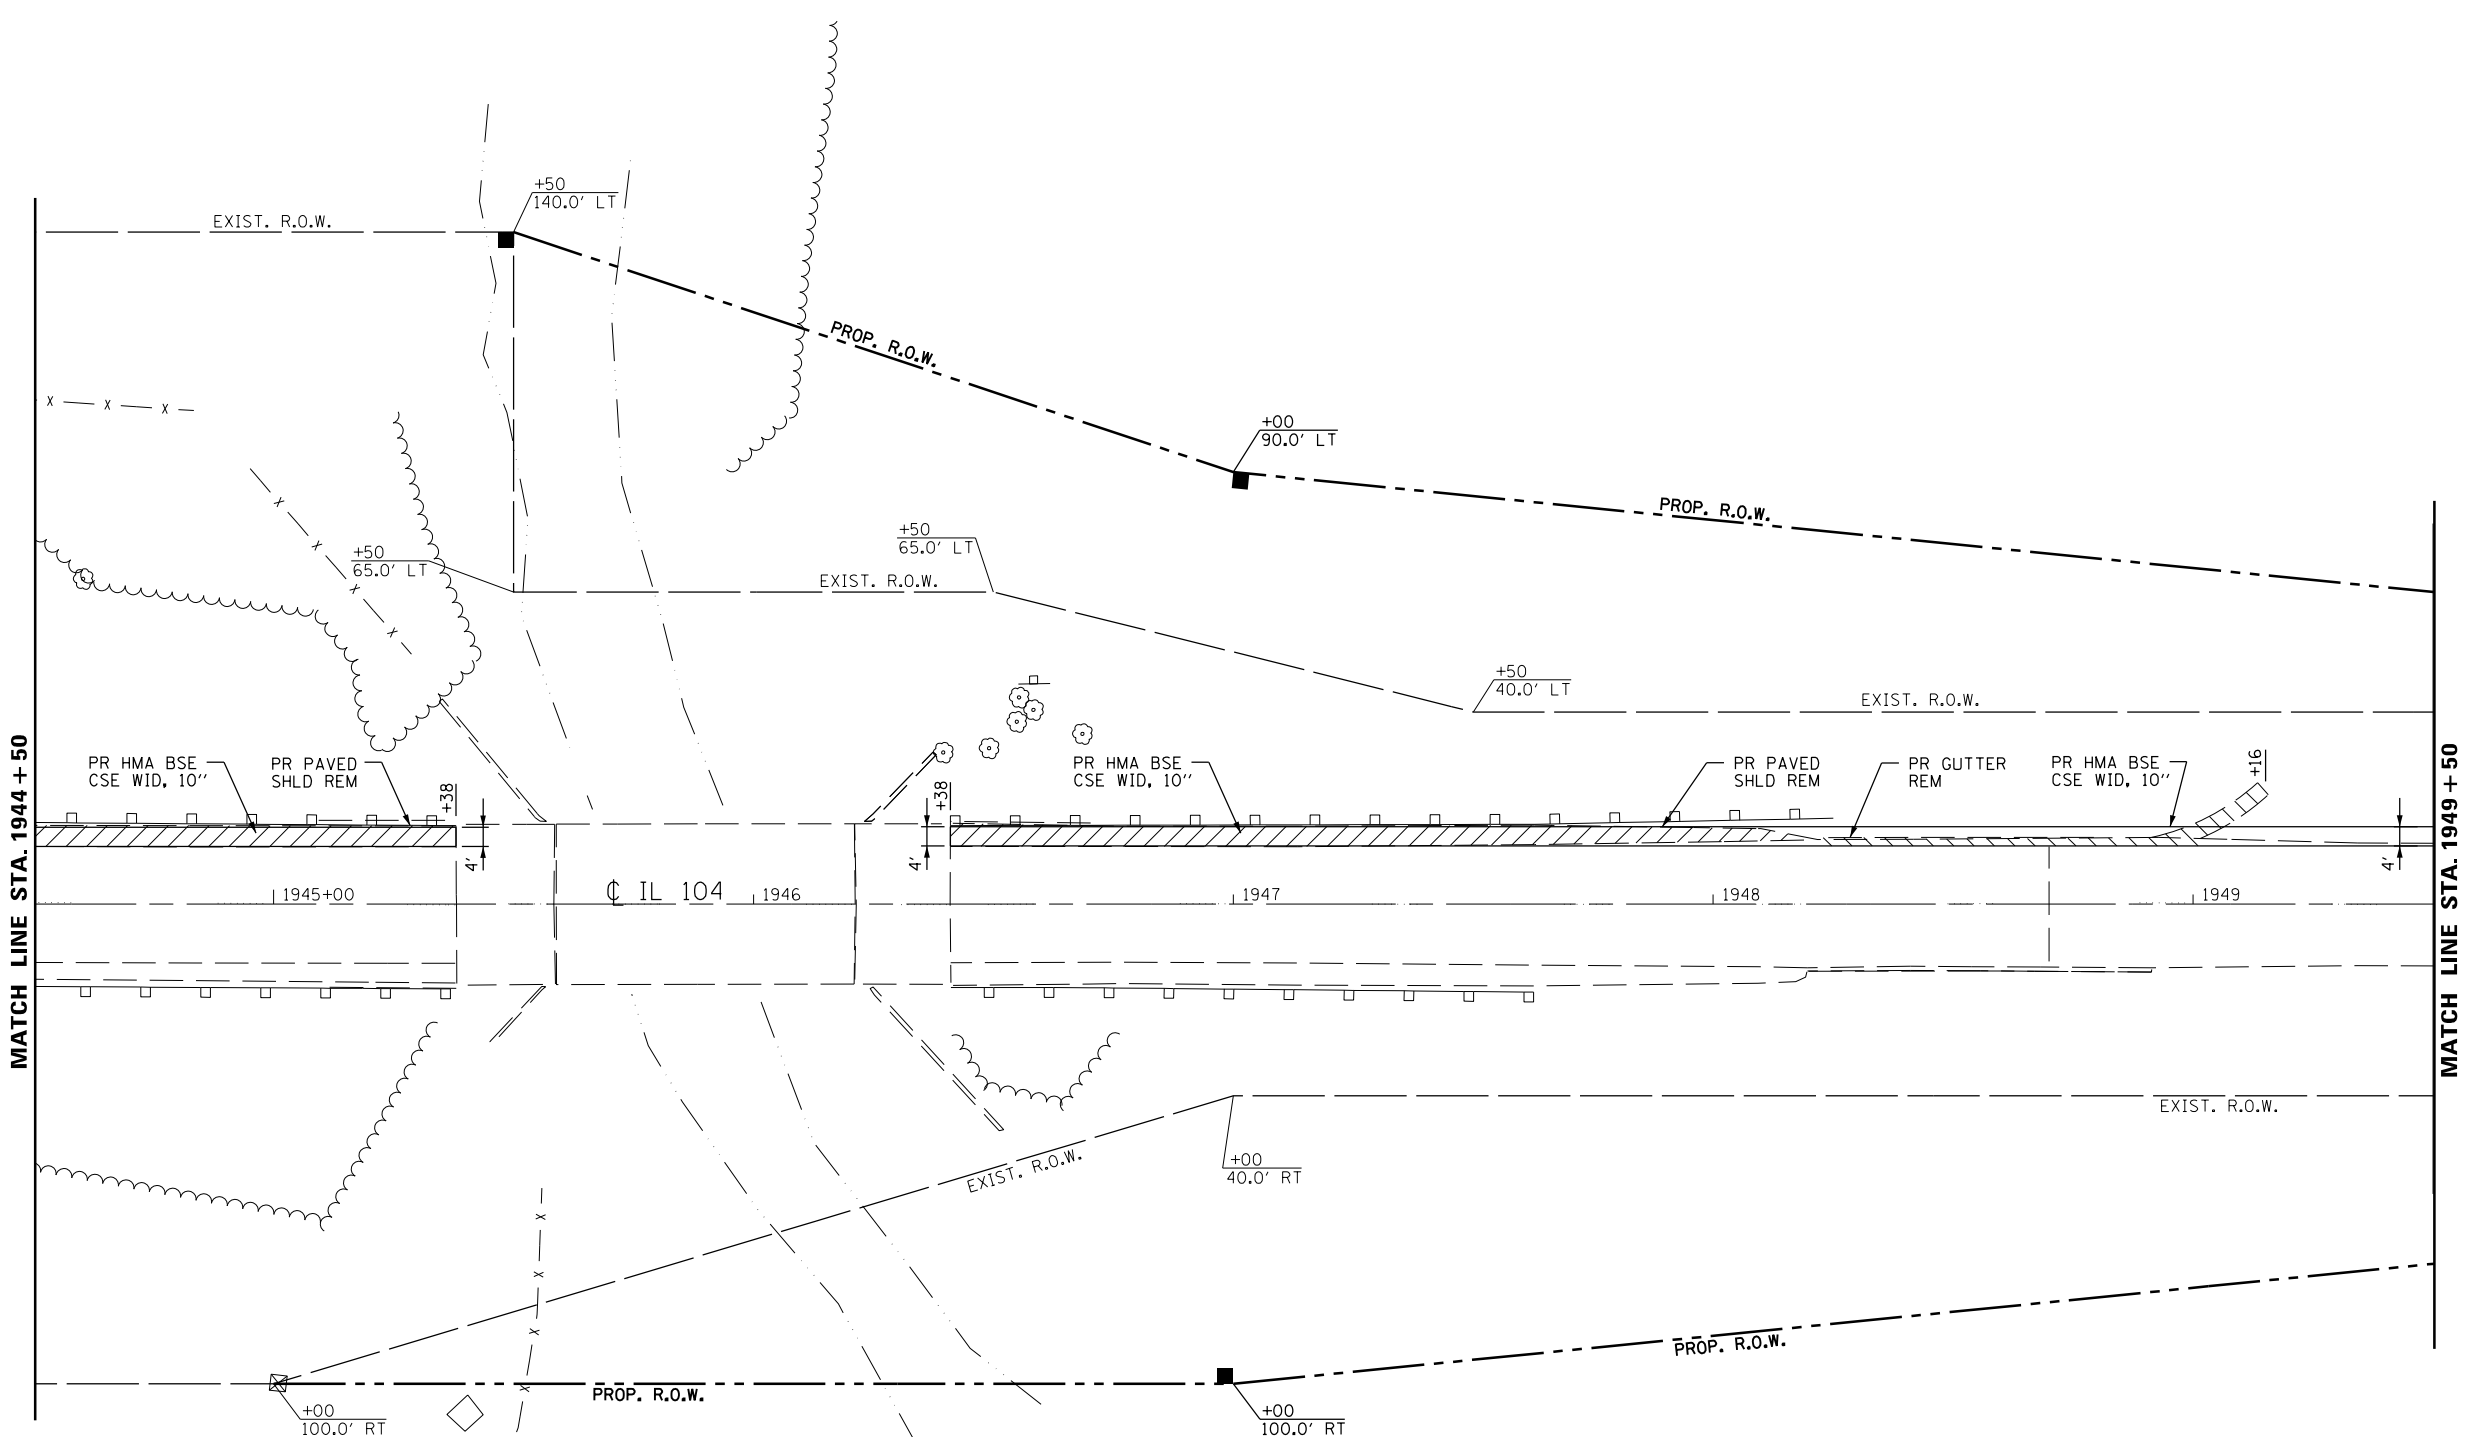 +50
140.0' LT
EXIST. R.O.W.
PROP. R.O.W.
+00
90.0' LT
PROP. R.O.W.
X X X
X
X
X
X
+50
65.0' LT
+50
65.0' LT
EXIST. R.O.W.
+50
40.0' LT
EXIST. R.O.W.
MATCH LINE STA. 1944+50
PR HMA BSE
CSE WID, 10''
PR PAVED
SHLD REM
+38
4'
+38
4'
PR HMA BSE
CSE WID, 10''
PR PAVED
SHLD REM
PR GUTTER
REM
PR HMA BSE
CSE WID, 10''
+16
4'
MATCH LINE STA. 1949+50
1945+00
℄ IL 104
1946
1947
1948
1949
EXIST. R.O.W.
EXIST. R.O.W.
+00
40.0' RT
X
X
X
X
PROP. R.O.W.
PROP. R.O.W.
+00
100.0' RT
+00
100.0' RT